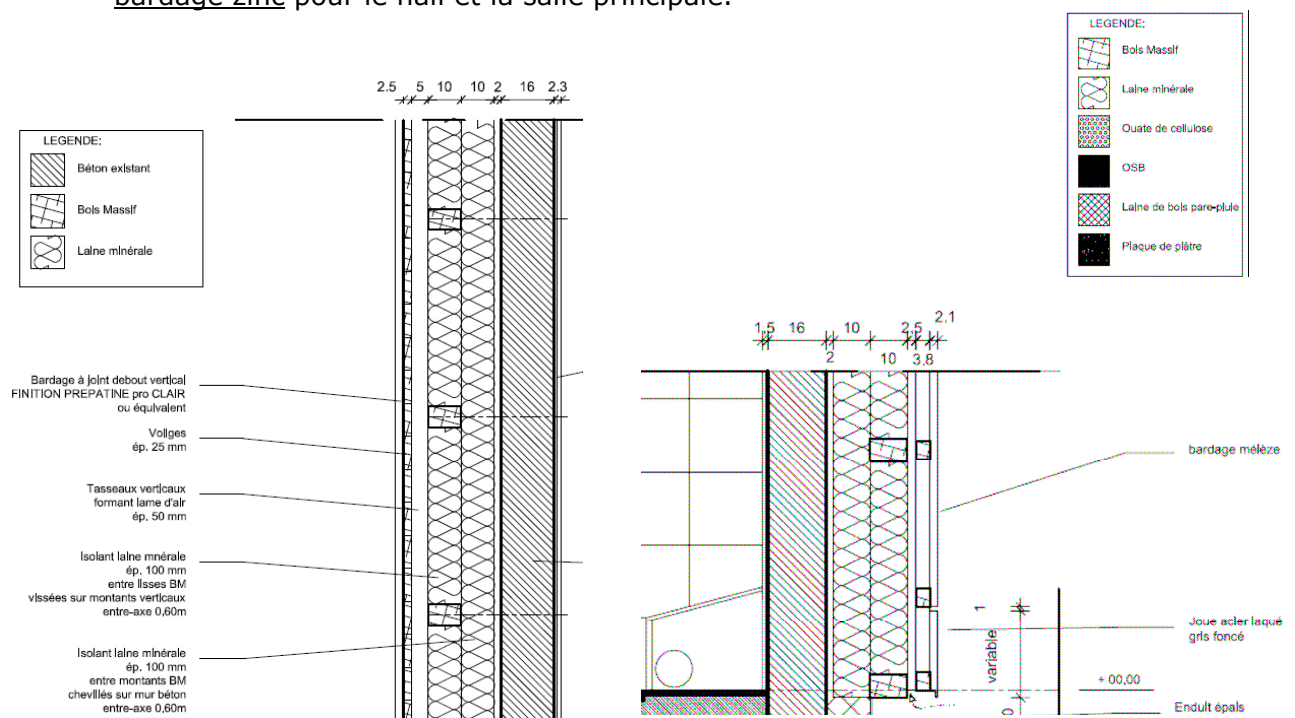 bardage zinc pour le hall et la salle principale.
2.5 5 10 10 2 16 2.3
LEGENDE:
Béton existant
Bois Massif
Laine minérale
Bardage à joint debout vertical
FINITION PREPATINE pro CLAIR
ou équivalent
Voliges
ép. 25 mm
Tasseaux verticaux
formant lame d'air
ép. 50 mm
Isolant laine mnérale
ép. 100 mm
entre lisses BM
vissées sur montants verticaux
entre-axe 0,60m
Isolant laine minérale
ép. 100 mm
entre montants BM
chevillés sur mur béton
entre-axe 0,60m
LEGENDE:
Bois Massif
Laine minérale
Ouate de cellulose
OSB
Laine de bois pare-pluie
Plaque de plâtre
1,5 16 10 2.5 2.1
2 10 3,8
bardage mélèze
1
variable
Joue acier laqué
gris foncé
+ 00,00
Enduit épais